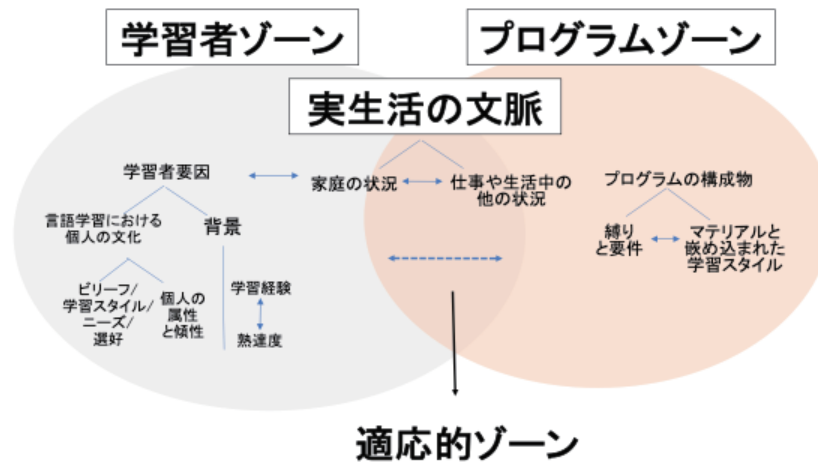 学習者ゾーン
プログラムゾーン
実生活の文脈
学習者要因
家庭の状況
仕事や生活中の
他の状況
プログラムの構成物
言語学習における
個人の文化
背景
縛り
と要件
マテリアルと
嵌め込まれた
学習スタイル
ビリーフ/
学習スタイル/
ニーズ/
選好
個人の
属性
と傾性
学習経験
熟達度
適応的ゾーン